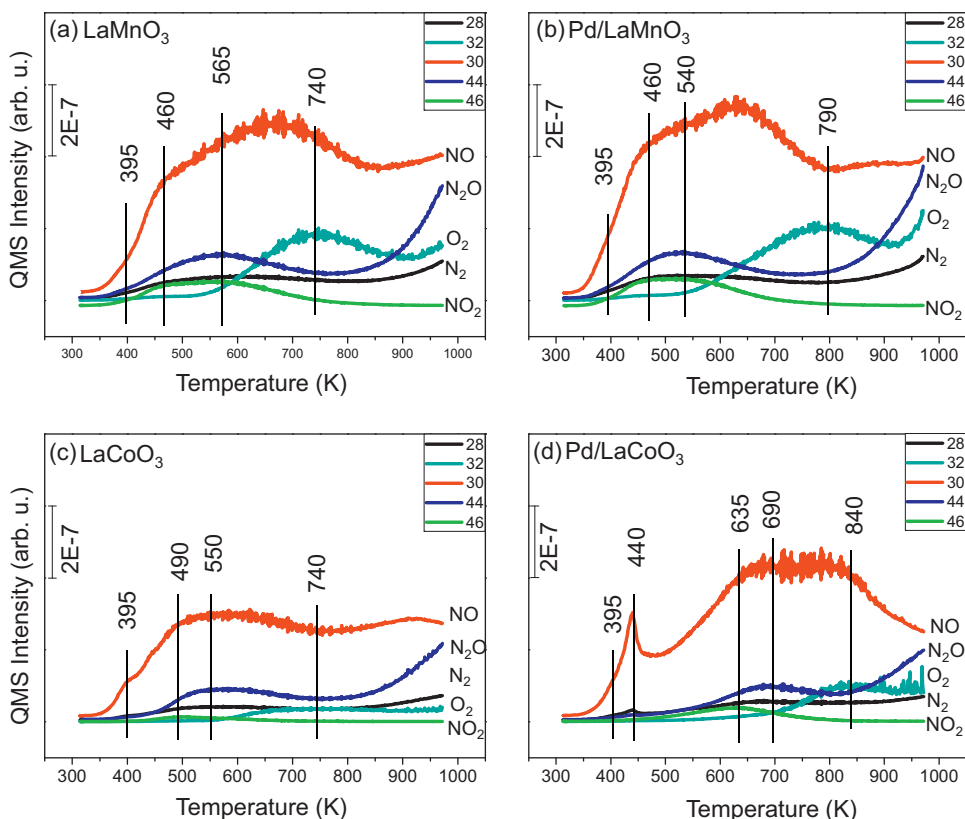 (a) LaMnO₃
28
32
30
44
46
QMS Intensity (arb. u.)
2E-7
395
460
565
740
NO
N₂O
O₂
N₂
NO₂
300 400 500 600 700 800 900 1000
Temperature (K)
(b) Pd/LaMnO₃
28
32
30
44
46
2E-7
395
460
540
790
NO
N₂O
O₂
N₂
NO₂
300 400 500 600 700 800 900 1000
Temperature (K)
(c) LaCoO₃
28
32
30
44
46
QMS Intensity (arb. u.)
2E-7
395
490
550
740
NO
N₂O
N₂
O₂
NO₂
300 400 500 600 700 800 900 1000
Temperature (K)
(d) Pd/LaCoO₃
28
32
30
44
46
2E-7
395
440
635
690
840
NO
N₂O
O₂
N₂
NO₂
300 400 500 600 700 800 900 1000
Temperature (K)